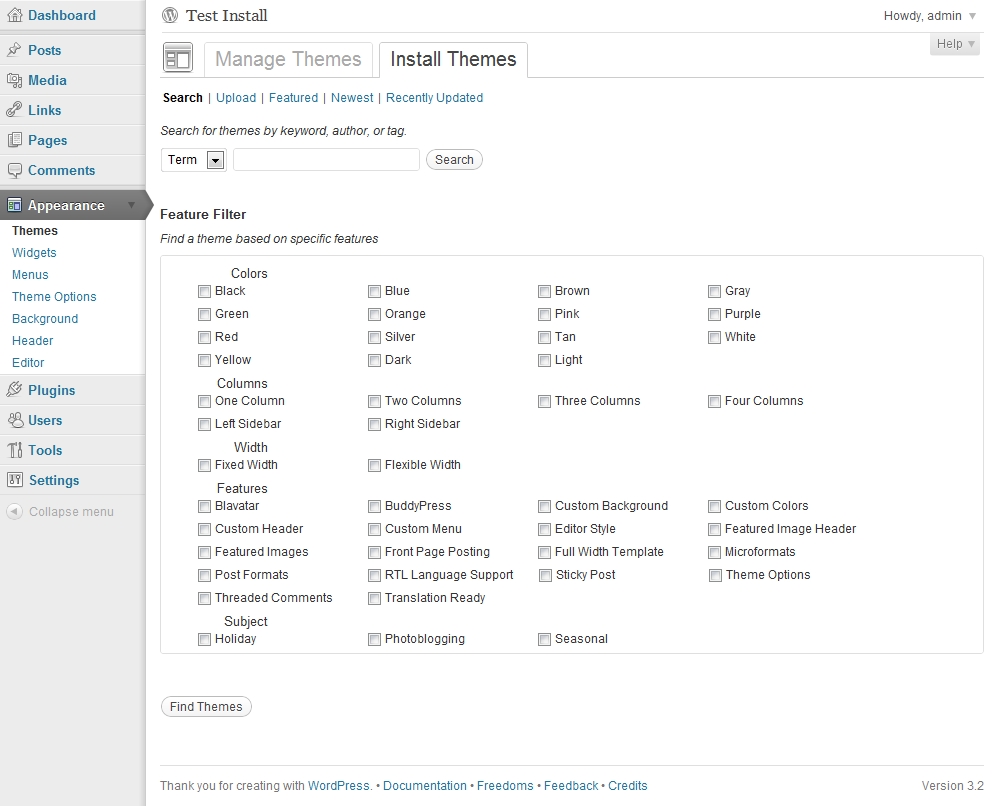 Dashboard
Posts
Media
Links
Pages
Comments
Appearance
Themes
Widgets
Menus
Theme Options
Background
Header
Editor
Plugins
Users
Tools
Settings
Collapse menu
Test Install
Howdy, admin
Help
Manage Themes
Install Themes
Search | Upload | Featured | Newest | Recently Updated
Search for themes by keyword, author, or tag.
Term
Search
Feature Filter
Find a theme based on specific features
Colors
Black Blue Brown Gray
Green Orange Pink Purple
Red Silver Tan White
Yellow Dark Light
Columns
One Column Two Columns Three Columns Four Columns
Left Sidebar Right Sidebar
Width
Fixed Width Flexible Width
Features
Blavatar BuddyPress Custom Background Custom Colors
Custom Header Custom Menu Editor Style Featured Image Header
Featured Images Front Page Posting Full Width Template Microformats
Post Formats RTL Language Support Sticky Post Theme Options
Threaded Comments Translation Ready
Subject
Holiday Photoblogging Seasonal
Find Themes
Thank you for creating with WordPress. • Documentation • Freedoms • Feedback • Credits
Version 3.2